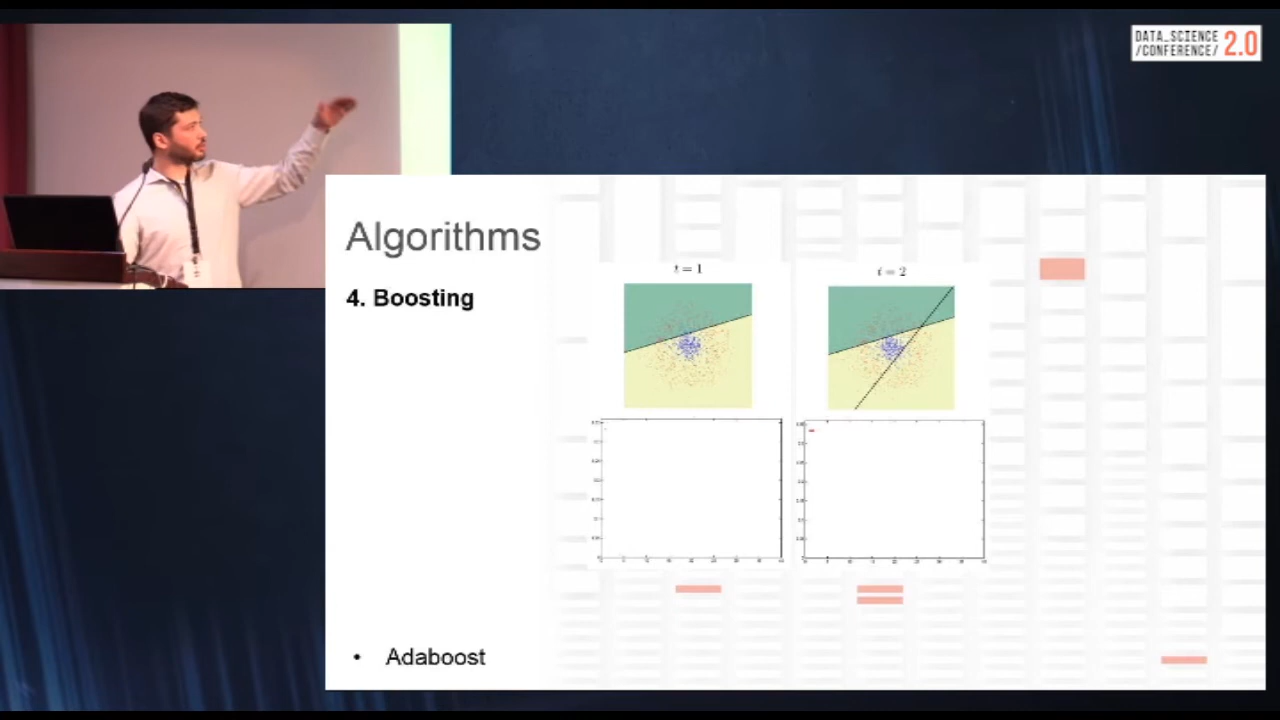 DATA_SCIENCE
/CONFERENCE/ 2.0
Algorithms
4. Boosting
t = 1
t = 2
• Adaboost